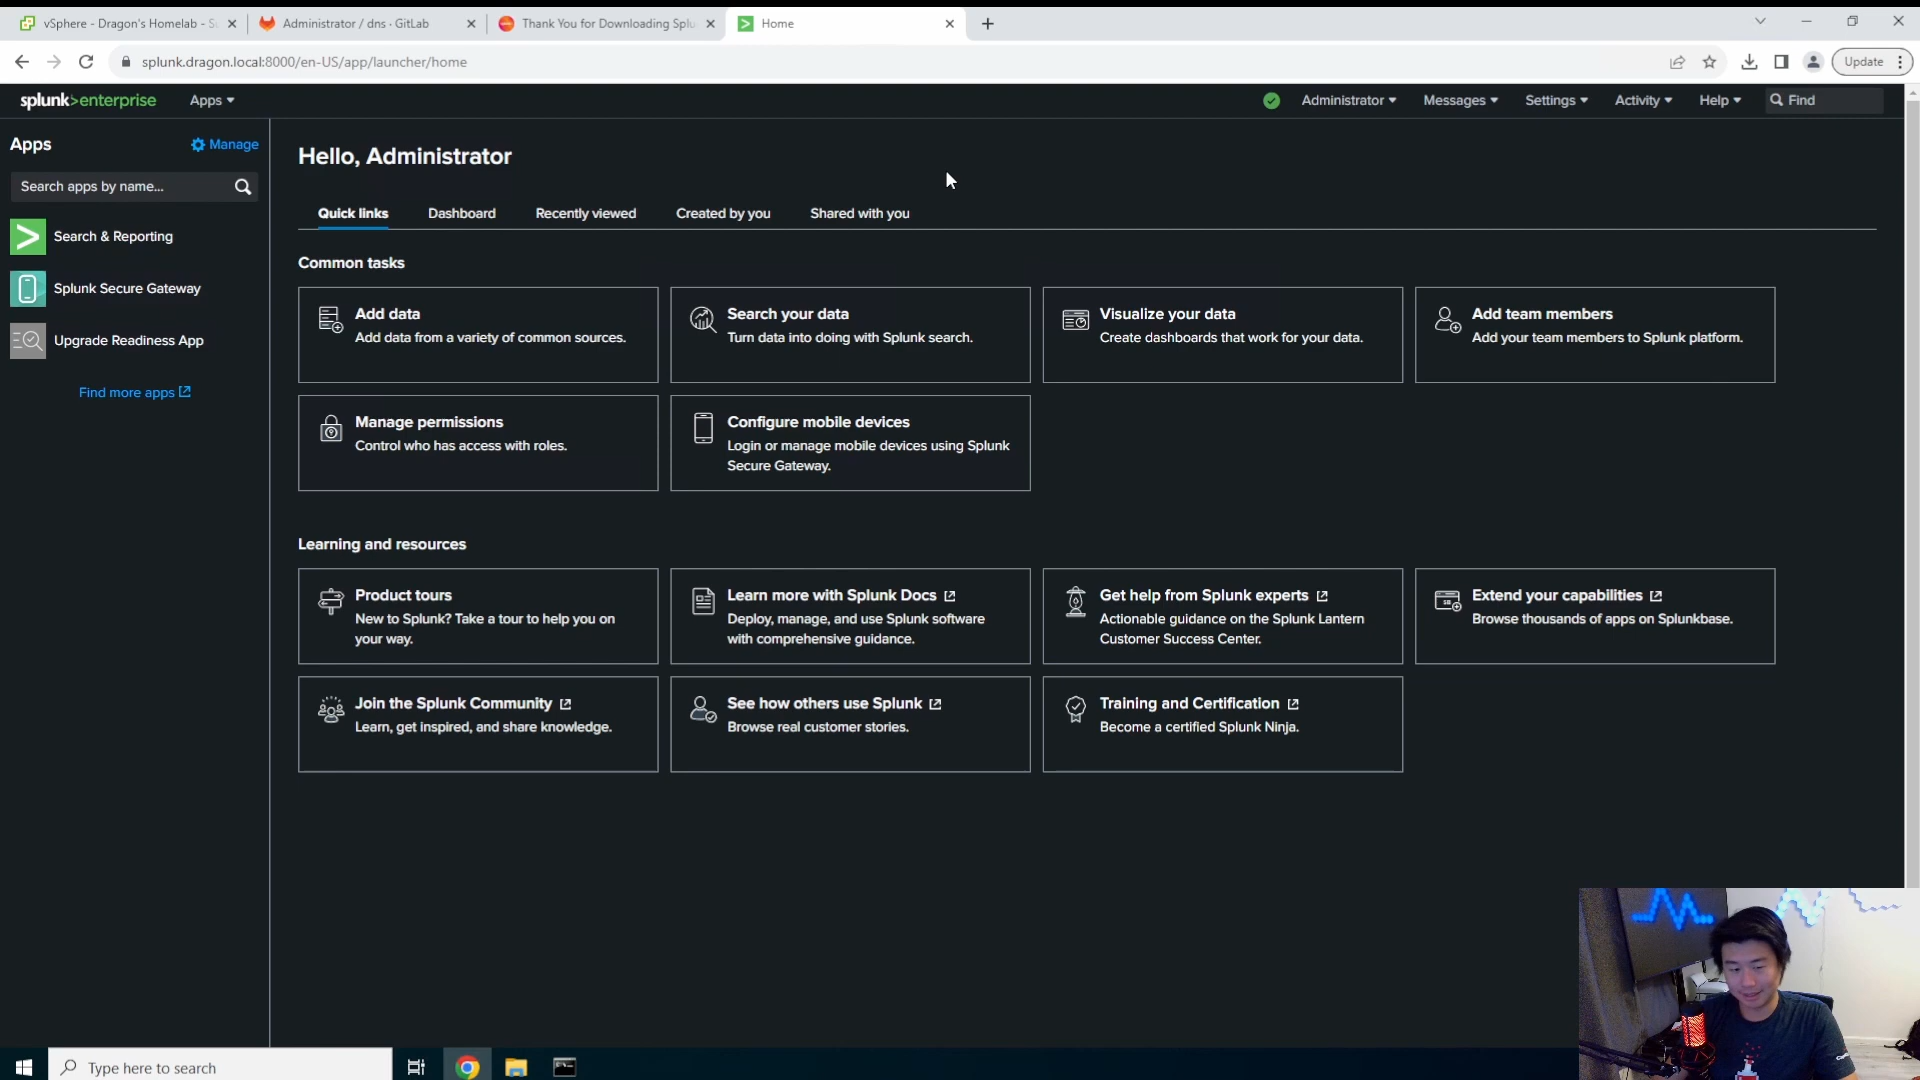 vSphere - Dragon's Homelab - S
Administrator / dns · GitLab
Thank You for Downloading Splu
Home
splunk.dragon.local:8000/en-US/app/launcher/home
Update
splunk>enterprise
Apps
Administrator
Messages
Settings
Activity
Help
Find
Apps
Manage
Search apps by name...
Search & Reporting
Splunk Secure Gateway
Upgrade Readiness App
Find more apps
Hello, Administrator
Quick links
Dashboard
Recently viewed
Created by you
Shared with you
Common tasks
Add data
Add data from a variety of common sources.
Search your data
Turn data into doing with Splunk search.
Visualize your data
Create dashboards that work for your data.
Add team members
Add your team members to Splunk platform.
Manage permissions
Control who has access with roles.
Configure mobile devices
Login or manage mobile devices using Splunk
Secure Gateway.
Learning and resources
Product tours
New to Splunk? Take a tour to help you on
your way.
Learn more with Splunk Docs
Deploy, manage, and use Splunk software
with comprehensive guidance.
Get help from Splunk experts
Actionable guidance on the Splunk Lantern
Customer Success Center.
Extend your capabilities
Browse thousands of apps on Splunkbase.
Join the Splunk Community
Learn, get inspired, and share knowledge.
See how others use Splunk
Browse real customer stories.
Training and Certification
Become a certified Splunk Ninja.
Type here to search